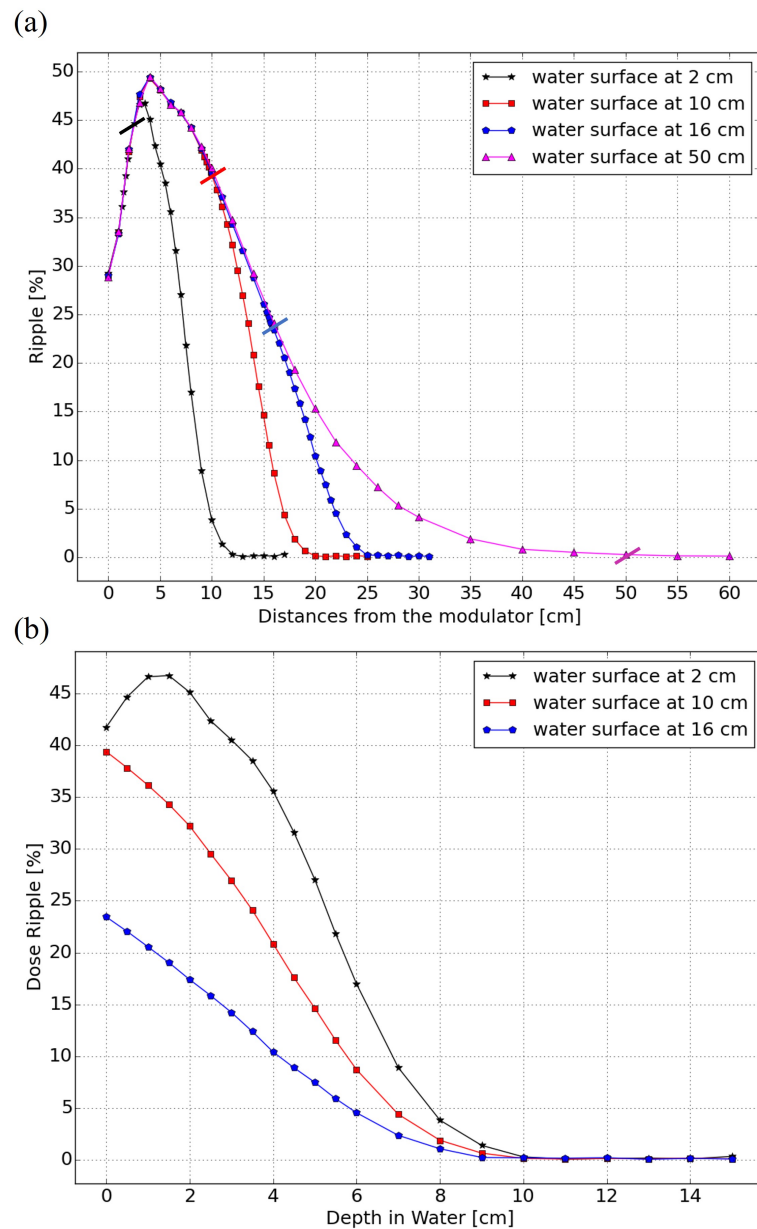 (a)
50
45
40
35
30
25
20
15
10
5
0
Ripple [%]
water surface at 2 cm
water surface at 10 cm
water surface at 16 cm
water surface at 50 cm
0 5 10 15 20 25 30 35 40 45 50 55 60
Distances from the modulator [cm]
(b)
45
40
35
30
25
20
15
10
5
0
Dose Ripple [%]
water surface at 2 cm
water surface at 10 cm
water surface at 16 cm
0 2 4 6 8 10 12 14
Depth in Water [cm]